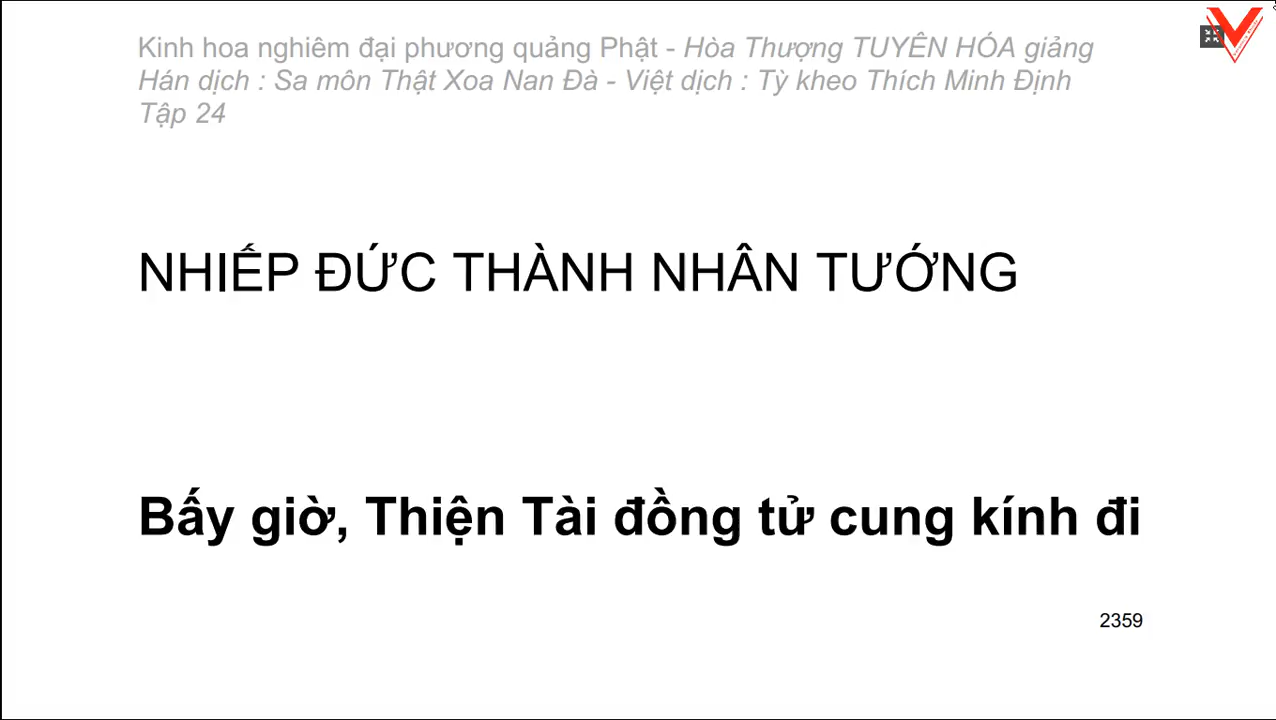 Kinh hoa nghiêm đại phương quảng Phật - Hòa Thượng TUYÊN HÓA giảng
Hán dịch : Sa môn Thật Xoa Nan Đà - Việt dịch : Tỳ kheo Thích Minh Định
Tập 24
NHIẾP ĐỨC THÀNH NHÂN TƯỚNG
Bấy giờ, Thiện Tài đồng tử cung kính đi
2359